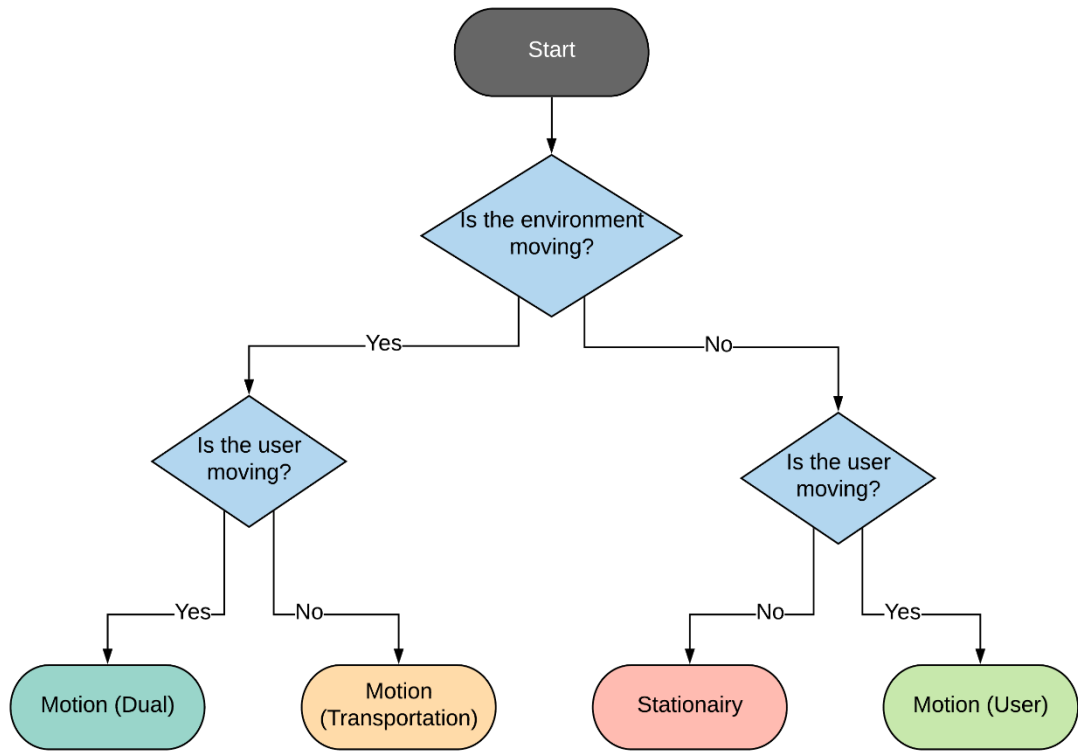 Start
Is the environment
moving?
Yes
No
Is the user
moving?
Is the user
moving?
Yes
No
No
Yes
Motion (Dual)
Motion
(Transportation)
Stationairy
Motion (User)